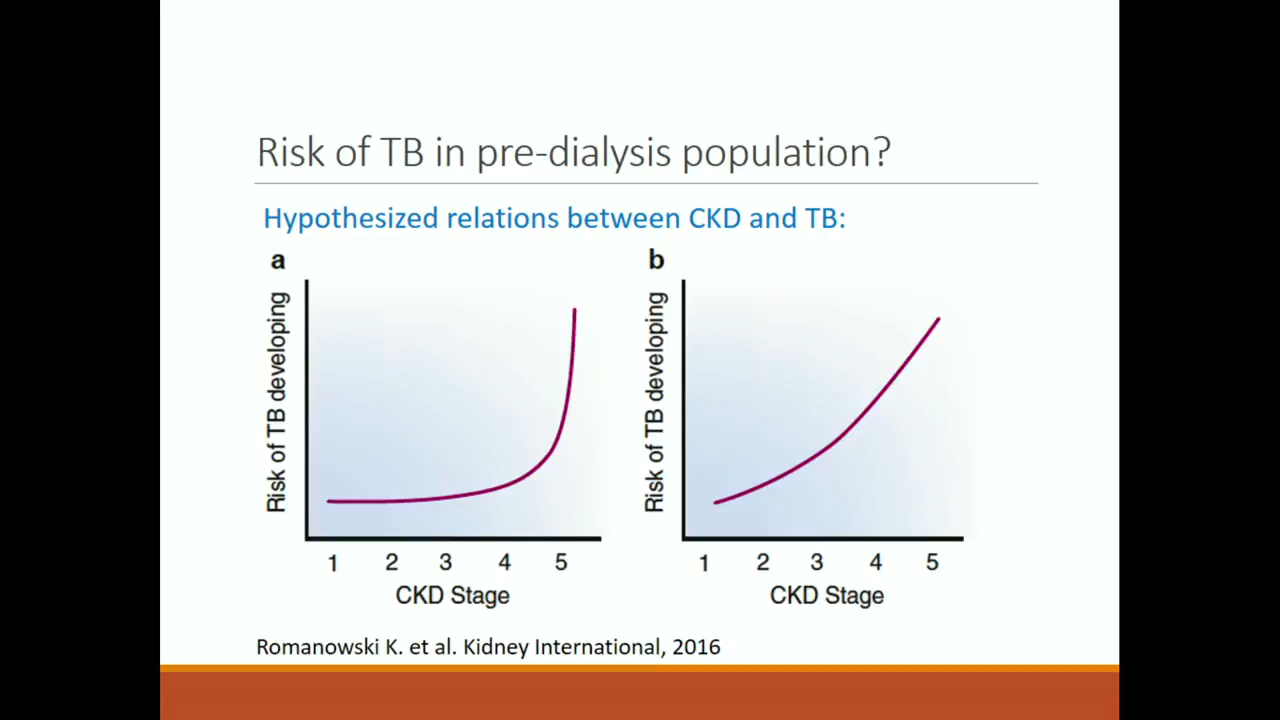 Risk of TB in pre-dialysis population?
Hypothesized relations between CKD and TB:
a
Risk of TB developing
1 2 3 4 5
CKD Stage
b
Risk of TB developing
1 2 3 4 5
CKD Stage
Romanowski K. et al. Kidney International, 2016